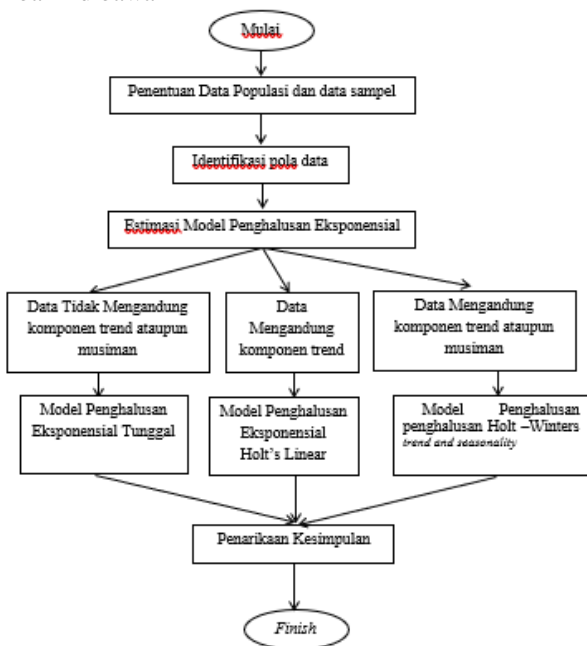 Mulai
Penentuan Data Populasi dan data sampel
Identifikasi pola data
Estimasi Model Penghalusan Eksponensial
Data Tidak Mengandung
komponen trend ataupun
musiman
Data
Mengandung
komponen trend
Data Mengandung
komponen trend ataupun
musiman
Model Penghalusan
Eksponensial Tunggal
Model Penghalusan
Eksponensial
Holt's Linear
Model Penghalusan
penghalusan Holt –Winters
trend and seasonality
Penarikaan Kesimpulan
Finish